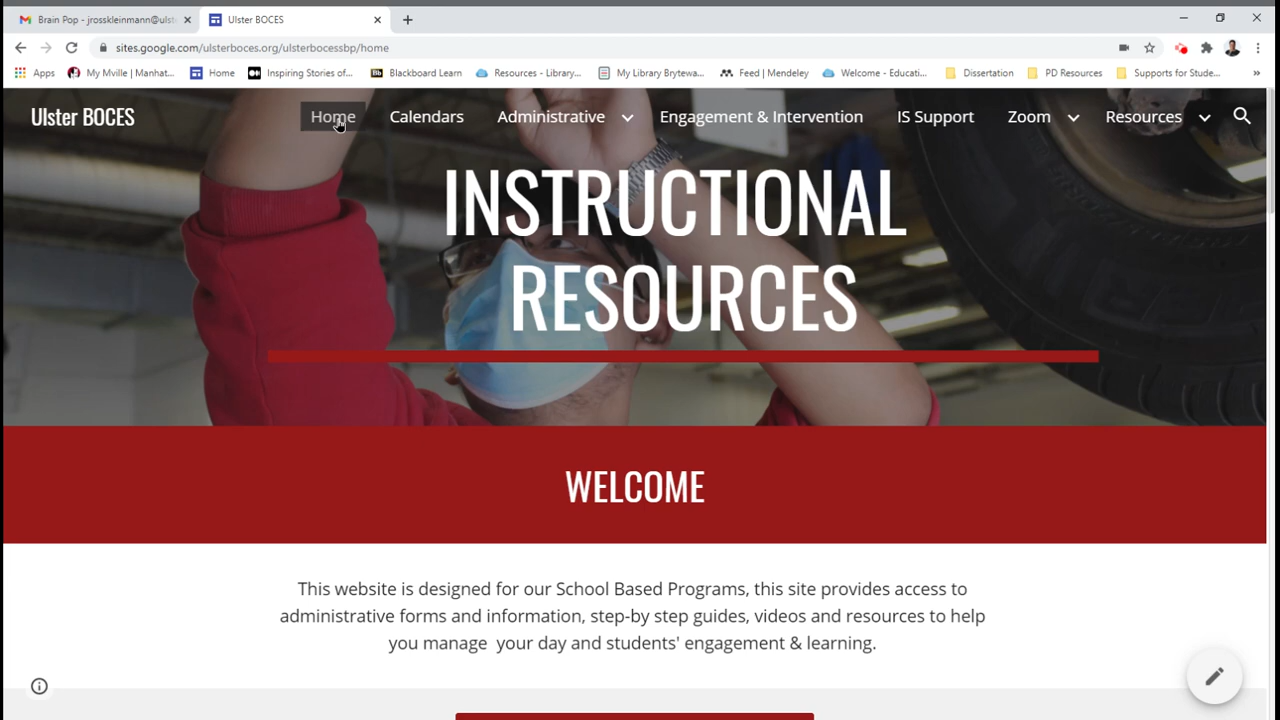 Brain Pop - jrosskleinmann@ulst
Ulster BOCES
sites.google.com/ulsterboces.org/ulsterbocessbp/home
Apps My Mville | Manhat... Home Inspiring Stories of... Blackboard Learn Resources - Library... My Library Brytewa... Feed | Mendeley Welcome - Educati... Dissertation PD Resources Supports for Stude... »
Ulster BOCES Home Calendars Administrative Engagement & Intervention IS Support Zoom Resources
INSTRUCTIONAL
RESOURCES
WELCOME
This website is designed for our School Based Programs, this site provides access to
administrative forms and information, step-by step guides, videos and resources to help
you manage your day and students' engagement & learning.